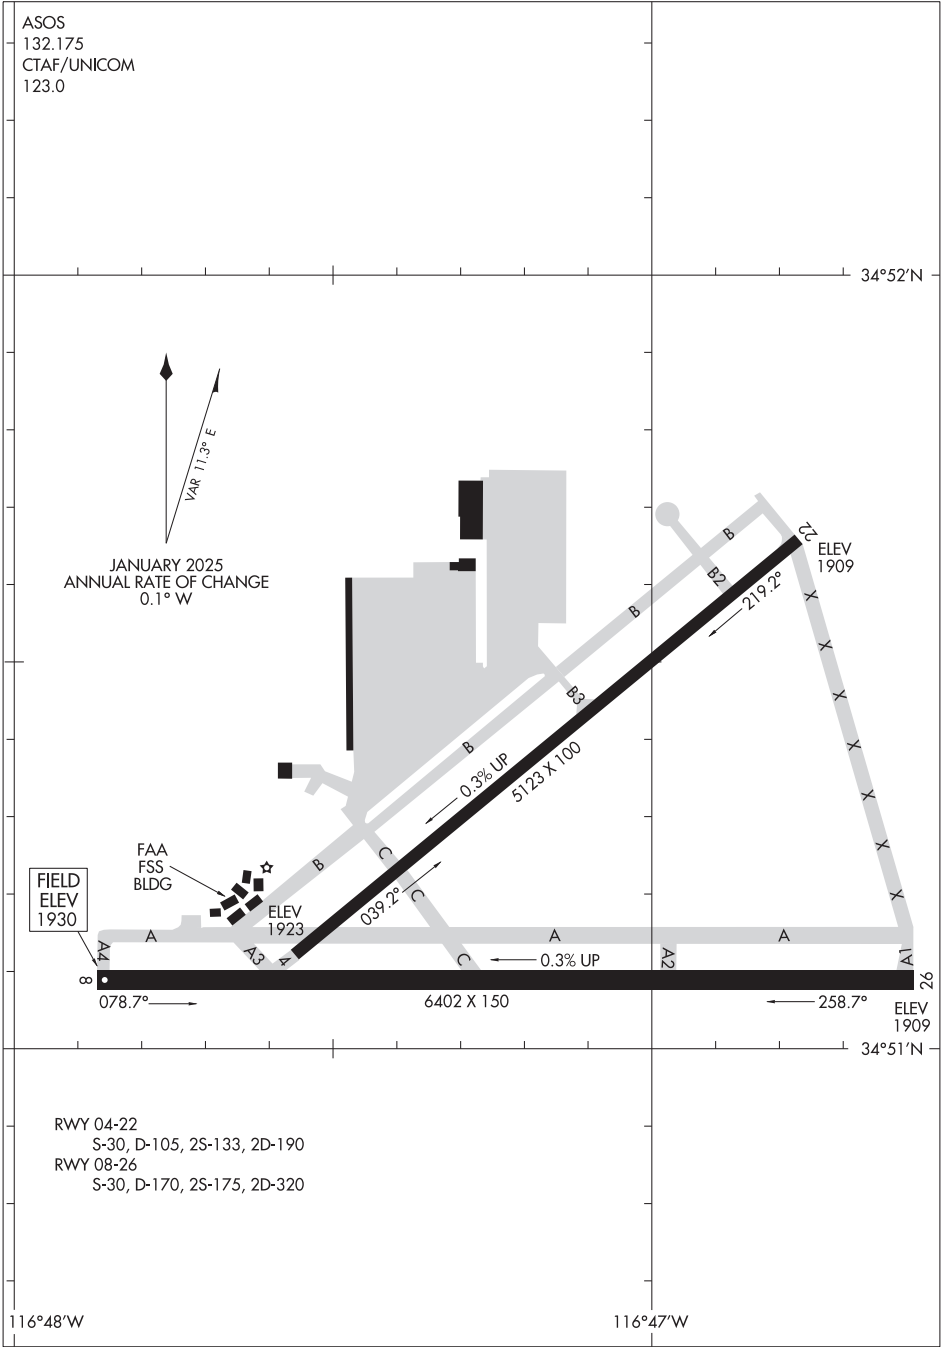 ASOS
132.175
CTAF/UNICOM
123.0
34°52'N
VAR 11.3° E
JANUARY 2025
ANNUAL RATE OF CHANGE
0.1° W
22
ELEV
1909
B
B2
219.2°
X
B
X
B3
X
B
X
0.3% UP
5123 X 100
X
FAA
FSS
BLDG
B
C
X
FIELD
ELEV
1930
ELEV
1923
039.2°
C
X
A
A
A
A4
A3
4
C
0.3% UP
A2
A1
8
26
078.7°
6402 X 150
258.7°
ELEV
1909
34°51'N
RWY 04-22
S-30, D-105, 2S-133, 2D-190
RWY 08-26
S-30, D-170, 2S-175, 2D-320
116°48'W
116°47'W